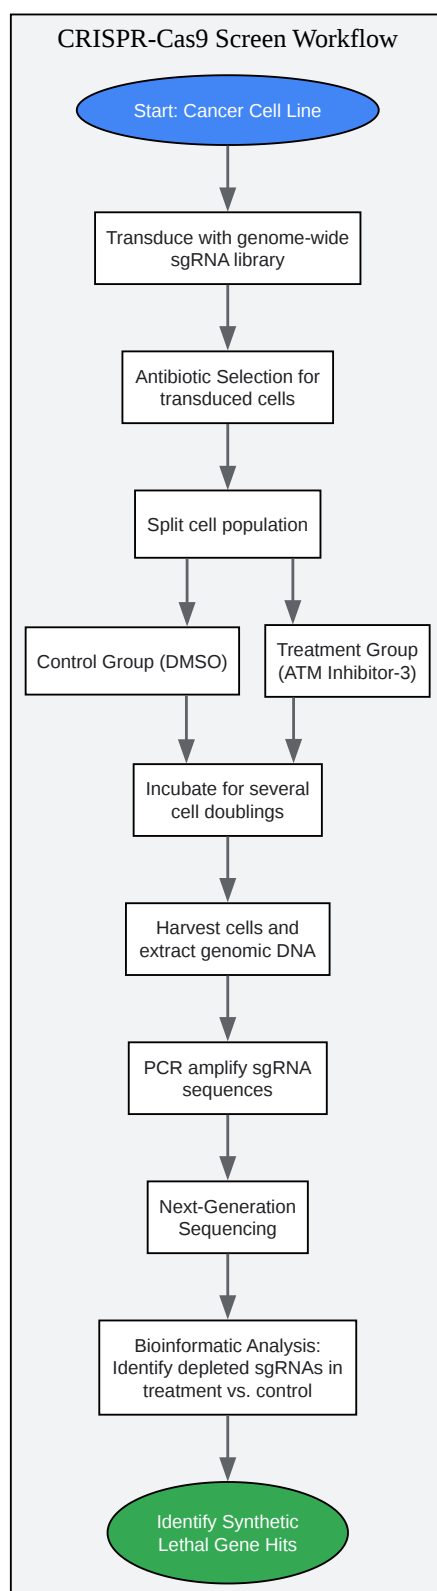 CRISPR-Cas9 Screen Workflow
Start: Cancer Cell Line
Transduce with genome-wide
sgRNA library
Antibiotic Selection for
transduced cells
Split cell population
Control Group (DMSO)
Treatment Group
(ATM Inhibitor-3)
Incubate for several
cell doublings
Harvest cells and
extract genomic DNA
PCR amplify sgRNA
sequences
Next-Generation
Sequencing
Bioinformatic Analysis:
Identify depleted sgRNAs in
treatment vs. control
Identify Synthetic
Lethal Gene Hits